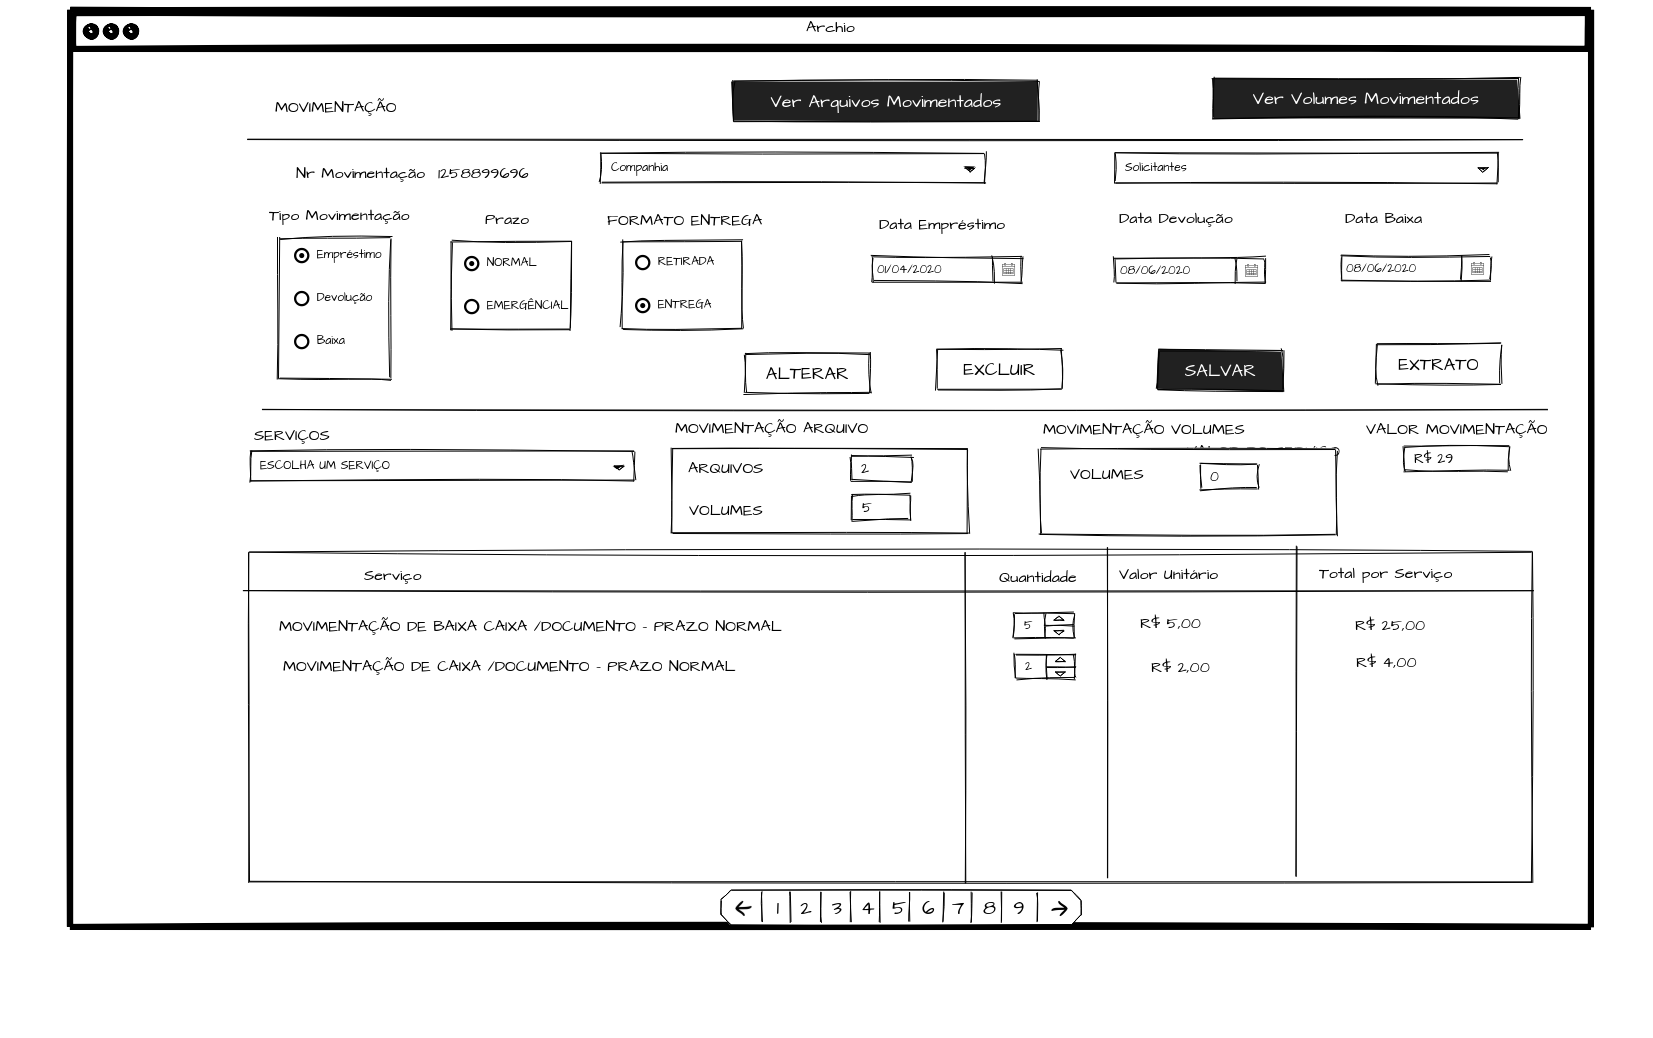 Archio
MOVIMENTAÇÃO
Ver Arquivos Movimentados
Ver Volumes Movimentados
Nr Movimentação 1258899696
Companhia
Solicitantes
Tipo Movimentação
Empréstimo
Devolução
Baixa
Prazo
NORMAL
EMERGÊNCIAL
FORMATO ENTREGA
RETIRADA
ENTREGA
Data Empréstimo
01/04/2020
Data Devolução
08/06/2020
Data Baixa
08/06/2020
ALTERAR
EXCLUIR
SALVAR
EXTRATO
SERVIÇOS
ESCOLHA UM SERVIÇO
MOVIMENTAÇÃO ARQUIVO
ARQUIVOS 2
VOLUMES 5
MOVIMENTAÇÃO VOLUMES
VOLUMES 0
VALOR MOVIMENTAÇÃO
R$ 29
Serviço Quantidade Valor Unitário Total por Serviço
MOVIMENTAÇÃO DE BAIXA CAIXA /DOCUMENTO - PRAZO NORMAL 5 R$ 5,00 R$ 25,00
MOVIMENTAÇÃO DE CAIXA /DOCUMENTO - PRAZO NORMAL 2 R$ 2,00 R$ 4,00
1 2 3 4 5 6 7 8 9